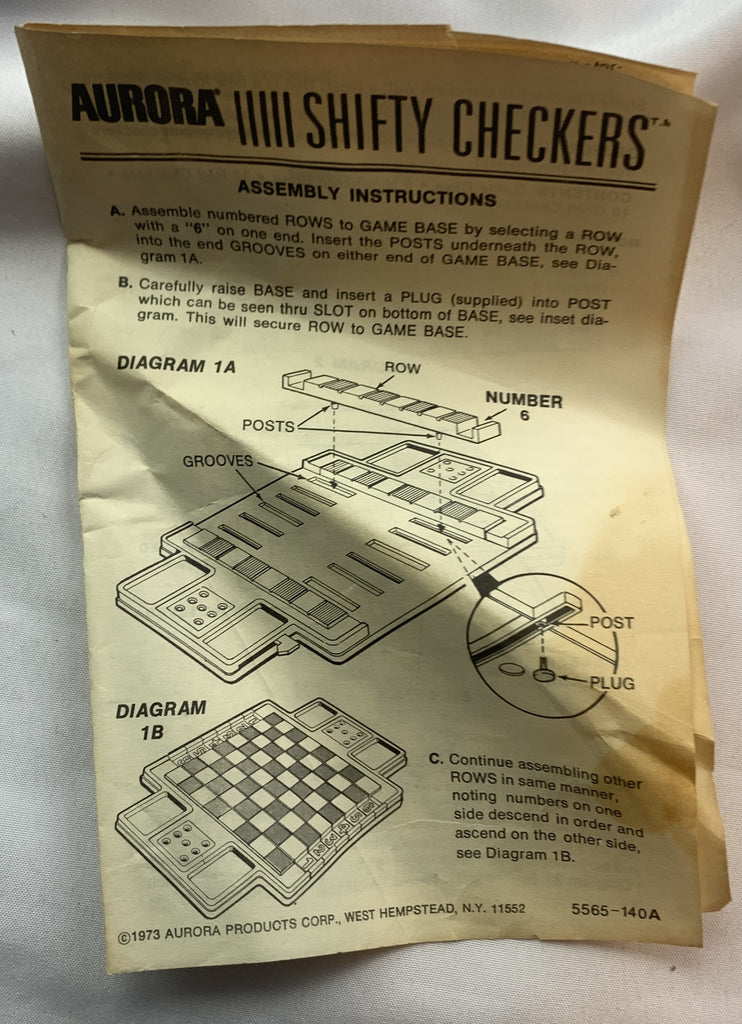 AURORA® SHIFTY CHECKERS T.M.
ASSEMBLY INSTRUCTIONS
A. Assemble numbered ROWS to GAME BASE by selecting a ROW
with a "6" on one end. Insert the POSTS underneath the ROW,
into the end GROOVES on either end of GAME BASE, see Dia-
gram 1A.
B. Carefully raise BASE and insert a PLUG (supplied) into POST
which can be seen thru SLOT on bottom of BASE, see inset dia-
gram. This will secure ROW to GAME BASE.
DIAGRAM 1A
ROW
NUMBER
6
POSTS
GROOVES
POST
PLUG
DIAGRAM
1B
C. Continue assembling other
ROWS in same manner,
noting numbers on one
side descend in order and
ascend on the other side,
see Diagram 1B.
©1973 AURORA PRODUCTS CORP., WEST HEMPSTEAD, N.Y. 11552
5565-140A